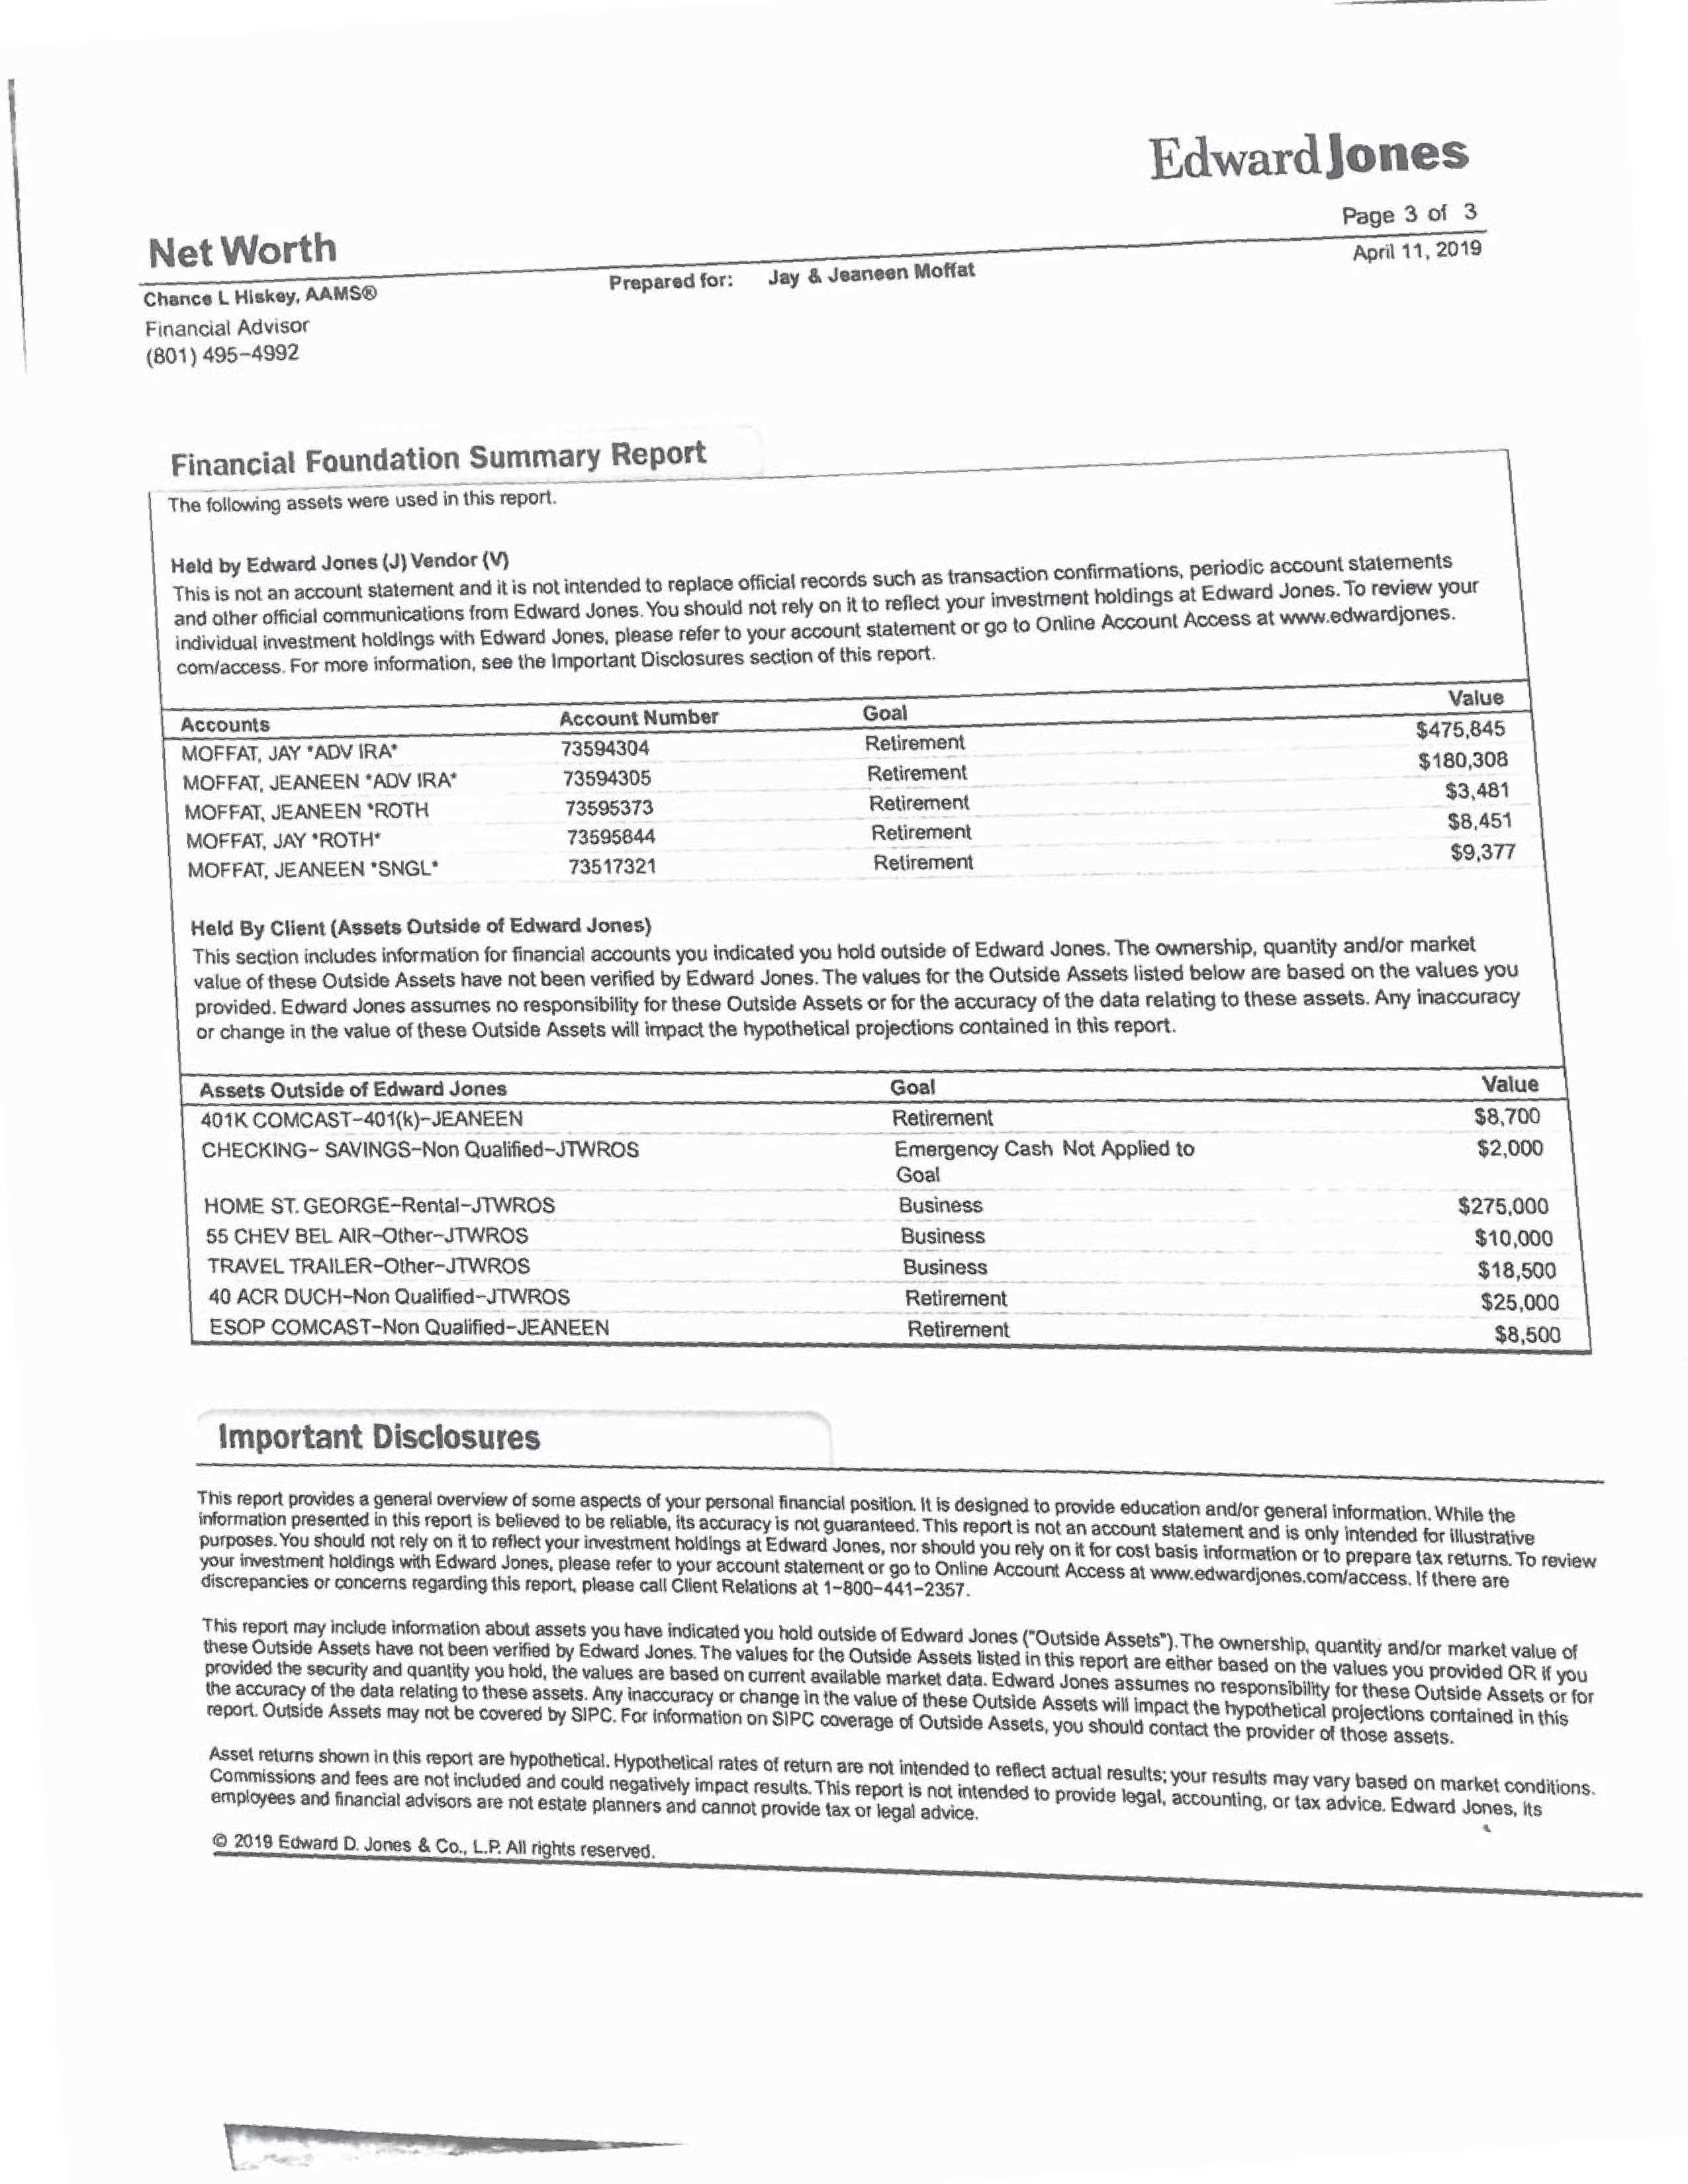 Edward Jones
Page 3 of 3
Net Worth
April 11, 2019
Prepared for: Jay & Jeaneen Moffat
Chance L Hiskey, AAMS®
Financial Advisor
(801) 495-4992
Financial Foundation Summary Report
The following assets were used in this report.
Held by Edward Jones (J) Vendor (V)
This is not an account statement and it is not intended to replace official records such as transaction confirmations, periodic account statements
and other official communications from Edward Jones. You should not rely on it to reflect your investment holdings at Edward Jones. To review your
individual investment holdings with Edward Jones, please refer to your account statement or go to Online Account Access at www.edwardjones.
com/access. For more information, see the Important Disclosures section of this report.
Accounts Account Number Goal Value
MOFFAT, JAY *ADV IRA* 73594304 Retirement $475,845
MOFFAT, JEANEEN *ADV IRA* 73594305 Retirement $180,308
MOFFAT, JEANEEN *ROTH 73595373 Retirement $3,481
MOFFAT, JAY *ROTH* 73595844 Retirement $8,451
MOFFAT, JEANEEN *SNGL* 73517321 Retirement $9,377
Held By Client (Assets Outside of Edward Jones)
This section includes information for financial accounts you indicated you hold outside of Edward Jones. The ownership, quantity and/or market
value of these Outside Assets have not been verified by Edward Jones. The values for the Outside Assets listed below are based on the values you
provided. Edward Jones assumes no responsibility for these Outside Assets or for the accuracy of the data relating to these assets. Any inaccuracy
or change in the value of these Outside Assets will impact the hypothetical projections contained in this report.
Assets Outside of Edward Jones Goal Value
401K COMCAST-401(k)-JEANEEN Retirement $8,700
CHECKING- SAVINGS-Non Qualified-JTWROS Emergency Cash Not Applied to $2,000
Goal
HOME ST. GEORGE-Rental-JTWROS Business $275,000
55 CHEV BEL AIR-Other-JTWROS Business $10,000
TRAVEL TRAILER-Other-JTWROS Business $18,500
40 ACR DUCH-Non Qualified-JTWROS Retirement $25,000
ESOP COMCAST-Non Qualified-JEANEEN Retirement $8,500
Important Disclosures
This report provides a general overview of some aspects of your personal financial position. It is designed to provide education and/or general information. While the
information presented in this report is believed to be reliable, its accuracy is not guaranteed. This report is not an account statement and is only intended for illustrative
purposes. You should not rely on it to reflect your investment holdings at Edward Jones, nor should you rely on it for cost basis information or to prepare tax returns. To review
your investment holdings with Edward Jones, please refer to your account statement or go to Online Account Access at www.edwardjones.com/access. If there are
discrepancies or concerns regarding this report, please call Client Relations at 1-800-441-2357.
This report may include information about assets you have indicated you hold outside of Edward Jones ("Outside Assets"). The ownership, quantity and/or market value of
these Outside Assets have not been verified by Edward Jones. The values for the Outside Assets listed in this report are either based on the values you provided OR if you
provided the security and quantity you hold, the values are based on current available market data. Edward Jones assumes no responsibility for these Outside Assets or for
the accuracy of the data relating to these assets. Any inaccuracy or change in the value of these Outside Assets will impact the hypothetical projections contained in this
report. Outside Assets may not be covered by SIPC. For information on SIPC coverage of Outside Assets, you should contact the provider of those assets.
Asset returns shown in this report are hypothetical. Hypothetical rates of return are not intended to reflect actual results; your results may vary based on market conditions.
Commissions and fees are not included and could negatively impact results. This report is not intended to provide legal, accounting, or tax advice. Edward Jones, its
employees and financial advisors are not estate planners and cannot provide tax or legal advice.
© 2019 Edward D. Jones & Co., L.P. All rights reserved.